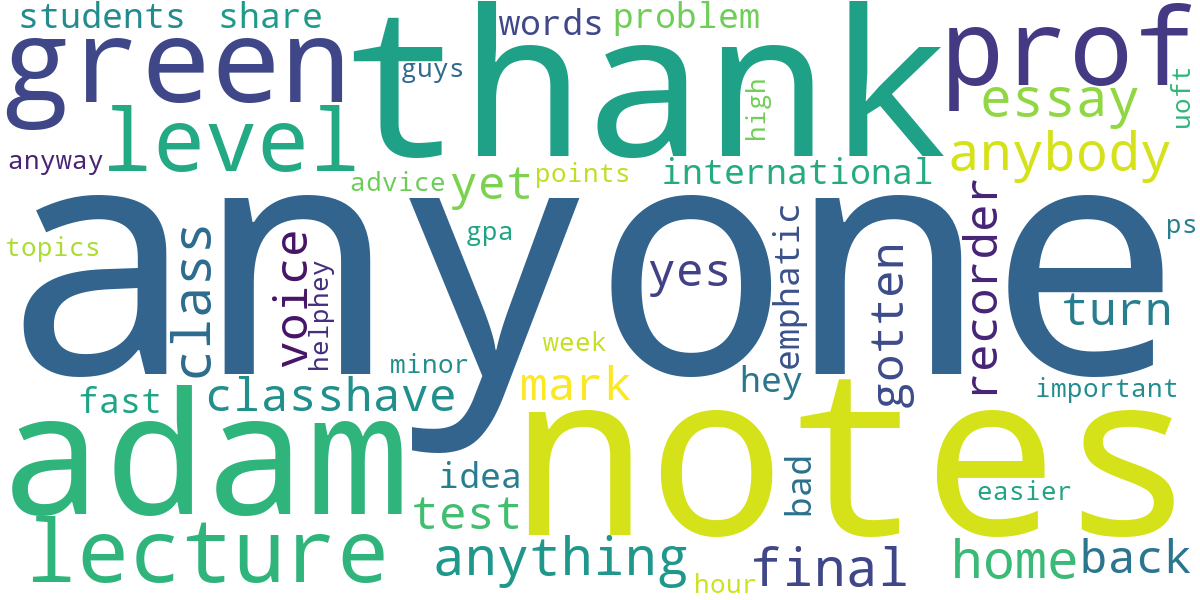 students
share
words
problem
green
thank
prof
guys
high
essay
uoft
level
anyway
anybody
advice
yet
points
international
anyone
class
voice
helphey
topics
gpa
yes
emphatic
gotten
recorder
ps
turn
week
minor
mark
hey
important
fast
classhave
adam
notes
idea
test
bad
easier
lecture
anything
hour
final
home
back